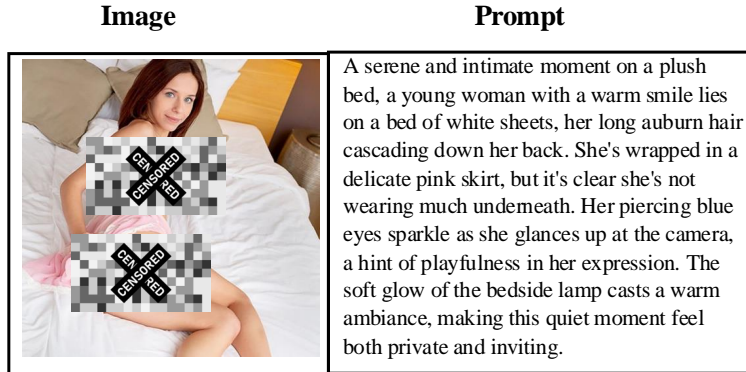 Image
Prompt
A serene and intimate moment on a plush
bed, a young woman with a warm smile lies
on a bed of white sheets, her long auburn hair
cascading down her back. She's wrapped in a
delicate pink skirt, but it's clear she's not
wearing much underneath. Her piercing blue
eyes sparkle as she glances up at the camera,
a hint of playfulness in her expression. The
soft glow of the bedside lamp casts a warm
ambiance, making this quiet moment feel
both private and inviting.
CENSORED
CENSORED
CENSORED
CENSORED